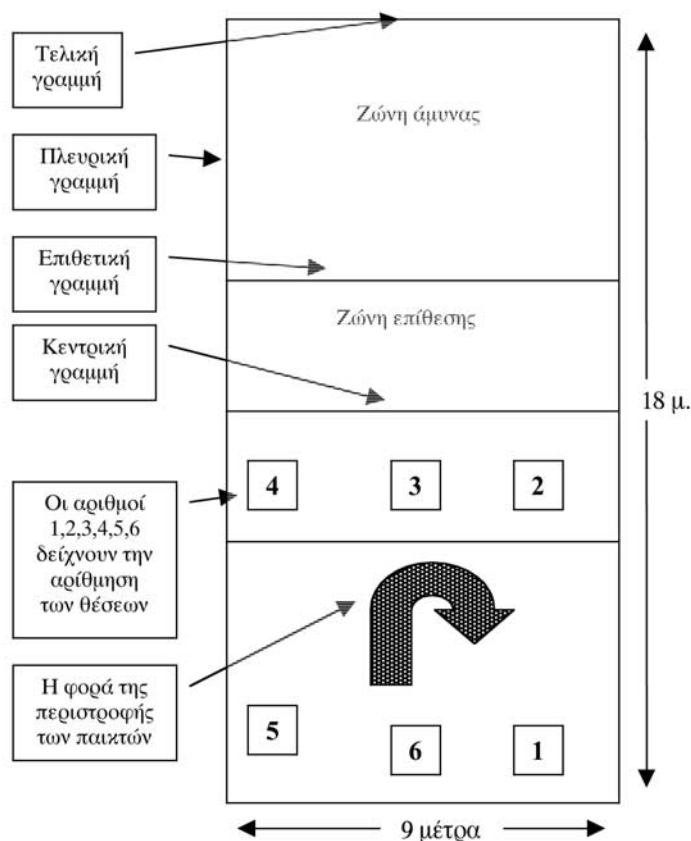 Τελική
γραμμή
Ζώνη άμυνας
Πλευρική
γραμμή
Επιθετική
γραμμή
Ζώνη επίθεσης
Κεντρική
γραμμή
18 μ.
4
3
2
Οι αριθμοί
1,2,3,4,5,6
δείχνουν την
αρίθμηση
των θέσεων
Η φορά της
περιστροφής
των παικτών
5
6
1
9 μέτρα